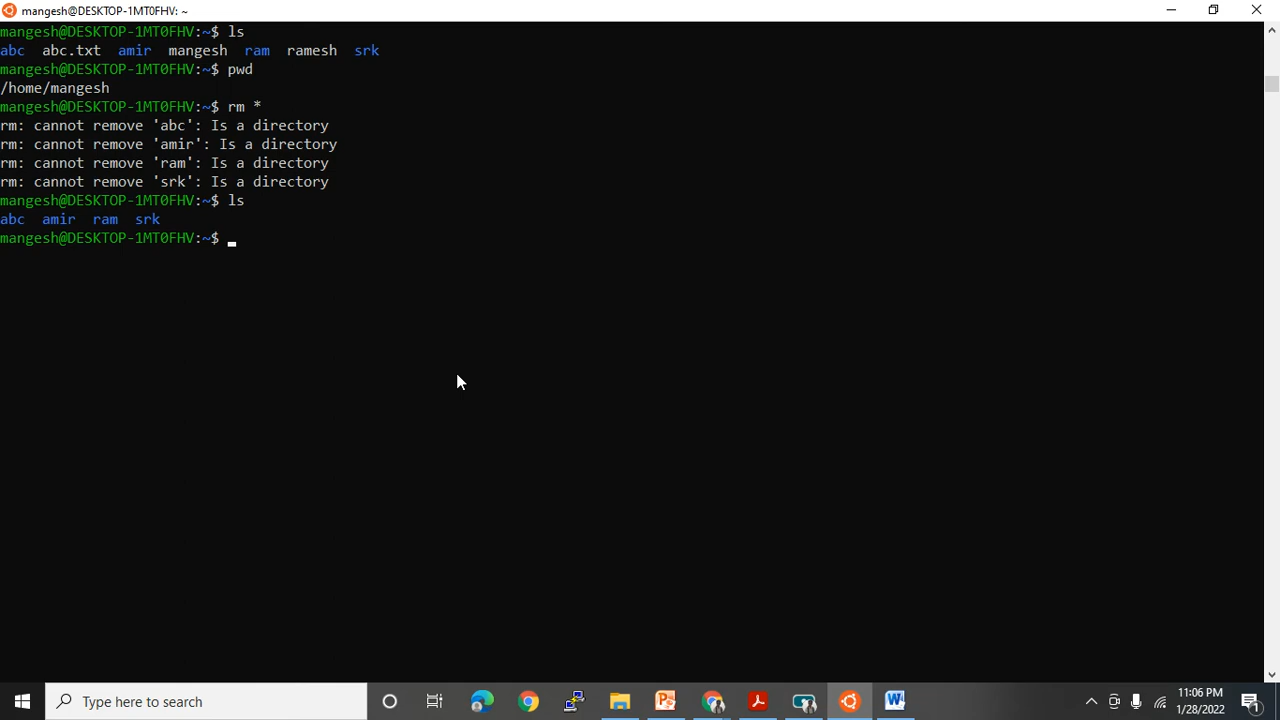 mangesh@DESKTOP-1MT0FHV: ~
mangesh@DESKTOP-1MT0FHV:~$ ls
abc  abc.txt  amir  mangesh  ram  ramesh  srk
mangesh@DESKTOP-1MT0FHV:~$ pwd
/home/mangesh
mangesh@DESKTOP-1MT0FHV:~$ rm *
rm: cannot remove 'abc': Is a directory
rm: cannot remove 'amir': Is a directory
rm: cannot remove 'ram': Is a directory
rm: cannot remove 'srk': Is a directory
mangesh@DESKTOP-1MT0FHV:~$ ls
abc  amir  ram  srk
mangesh@DESKTOP-1MT0FHV:~$
Type here to search
11:06 PM
1/28/2022